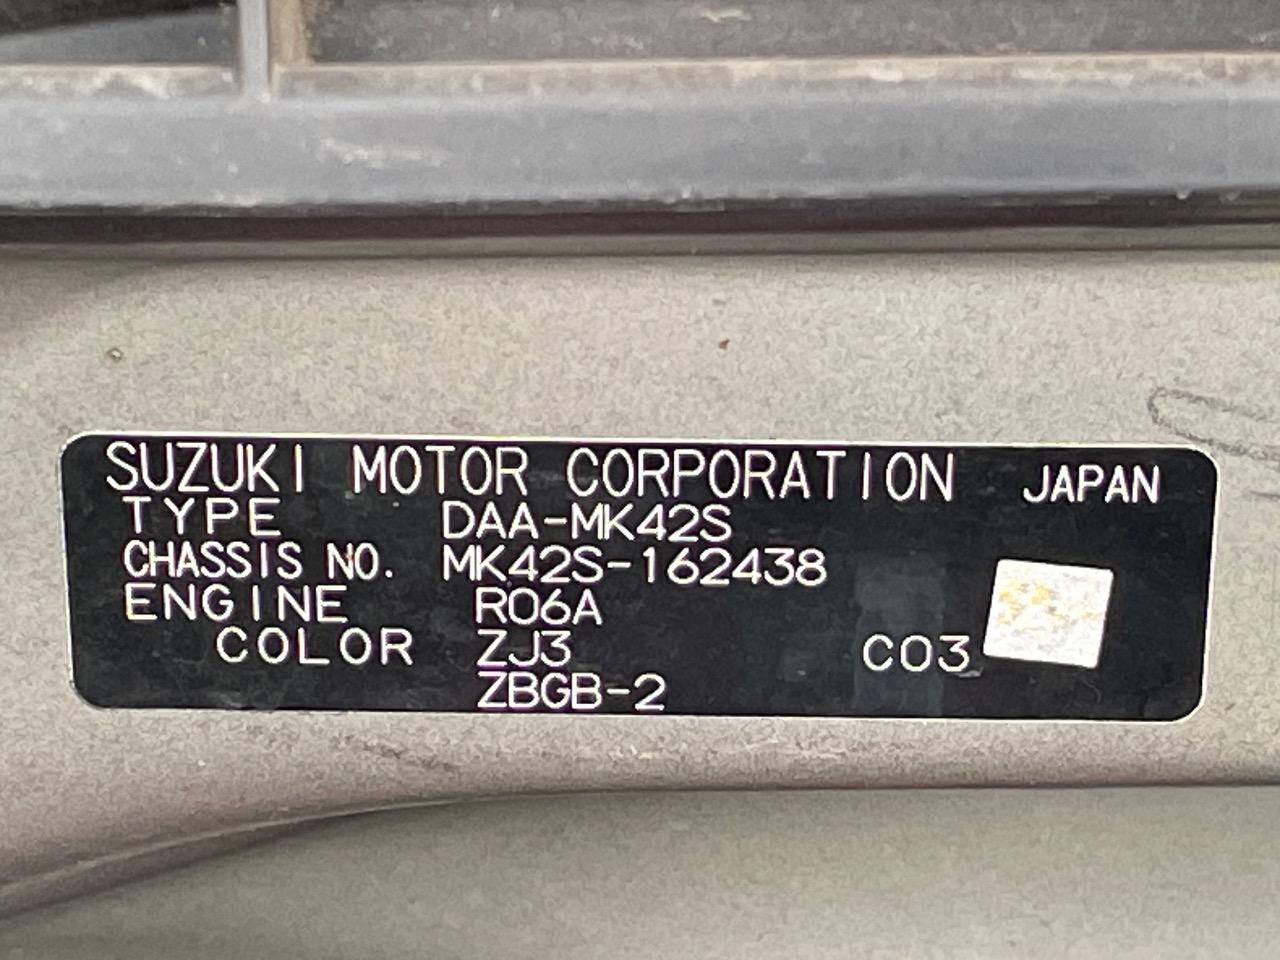 SUZUKI MOTOR CORPORATION JAPAN
TYPE DAA-MK42S
CHASSIS NO. MK42S-162438
ENGINE R06A
COLOR ZJ3 C03
ZBGB-2